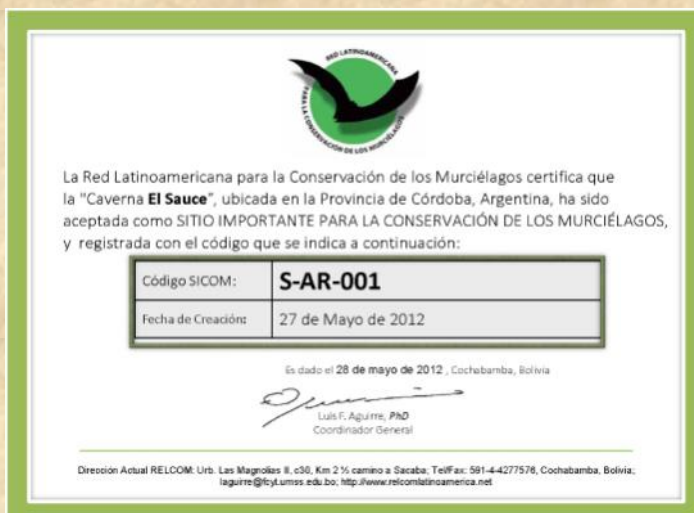 RED LATINOAMERICANA
PARA LA CONSERVACIÓN DE LOS MURCIÉLAGOS
La Red Latinoamericana para la Conservación de los Murciélagos certifica que
la "Caverna El Sauce", ubicada en la Provincia de Córdoba, Argentina, ha sido
aceptada como SITIO IMPORTANTE PARA LA CONSERVACIÓN DE LOS MURCIÉLAGOS,
y registrada con el código que se indica a continuación:
Código SICOM: S-AR-001
Fecha de Creación: 27 de Mayo de 2012
Es dado el 28 de mayo de 2012 , Cochabamba, Bolivia
Luis F. Aguirre, PhD
Coordinador General
Dirección Actual RELCOM: Urb. Las Magnolias II, c30, Km 2 ½ camino a Sacaba; Tel/Fax: 591-4-4277576, Cochabamba, Bolivia;
laguirre@fcyt.umss.edu.bo; http://www.relcomlatinoamerica.net